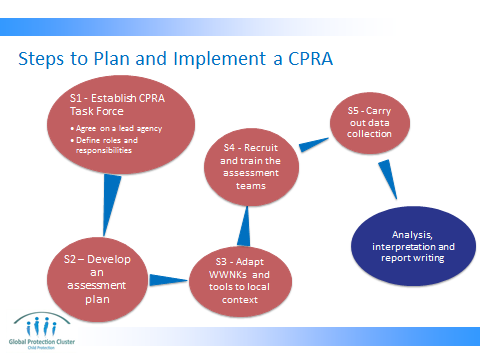 Steps to Plan and Implement a CPRA
S1 - Establish CPRA
Task Force
• Agree on a lead agency
• Define roles and
responsibilities
S2 – Develop
an
assessment
plan
S3 - Adapt
WWNKs and
tools to local
context
S4 - Recruit
and train the
assessment
teams
S5 - Carry
out data
collection
Analysis,
interpretation and
report writing
Global Protection Cluster
Child Protection